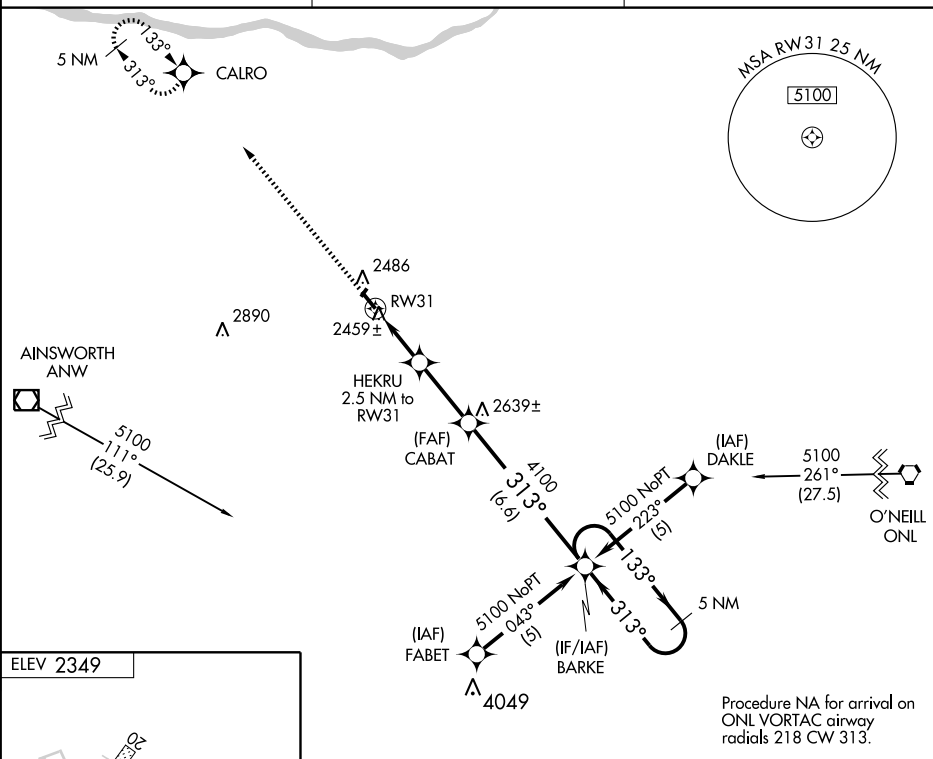 133°
5 NM
313°
CALRO
MSA RW31 25 NM
5100
2486
RW31
2890
2459±
AINSWORTH
ANW
HEKRU
2.5 NM to
RW31
2639±
(FAF)
CABAT
5100
111°
(25.9)
4100
313°
(6.6)
(IAF)
DAKLE
5100
261°
(27.5)
O'NEILL
ONL
5100 NoPT
223°
(5)
133°
5 NM
313°
5100 NoPT
043°
(5)
(IAF)
FABET
(IF/IAF)
BARKE
4049
ELEV 2349
20
Procedure NA for arrival on
ONL VORTAC airway
radials 218 CW 313.